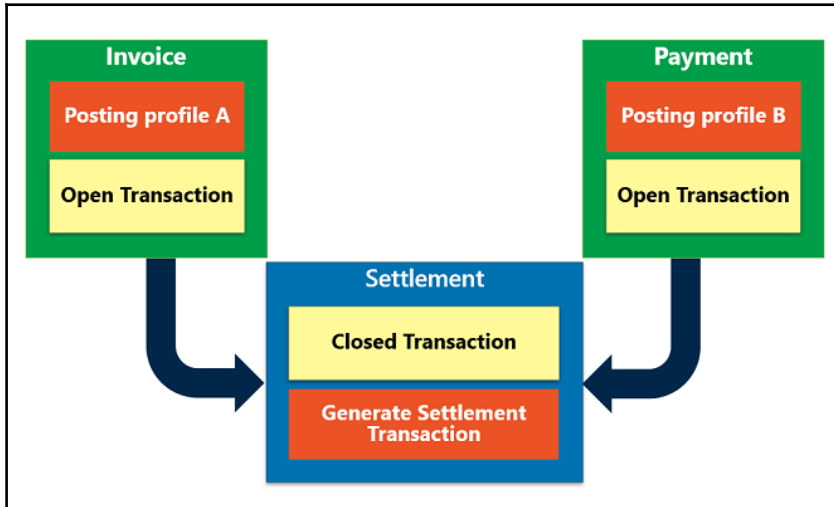 Invoice
Posting profile A
Open Transaction
Payment
Posting profile B
Open Transaction
Settlement
Closed Transaction
Generate Settlement
Transaction